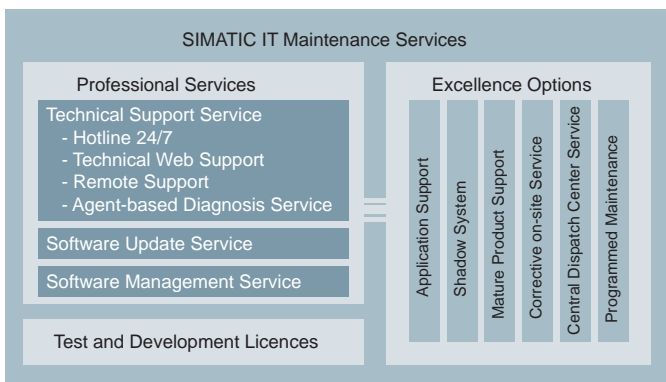 SIMATIC IT Maintenance Services
Professional Services
Technical Support Service
- Hotline 24/7
- Technical Web Support
- Remote Support
- Agent-based Diagnosis Service
Software Update Service
Software Management Service
Test and Development Licences
Excellence Options
Application Support
Shadow System
Mature Product Support
Corrective on-site Service
Central Dispatch Center Service
Programmed Maintenance